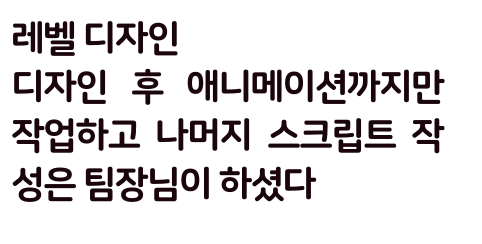 레벨 디자인
디자인 후 애니메이션까지만
작업하고 나머지 스크립트 작
성은 팀장님이 하셨다